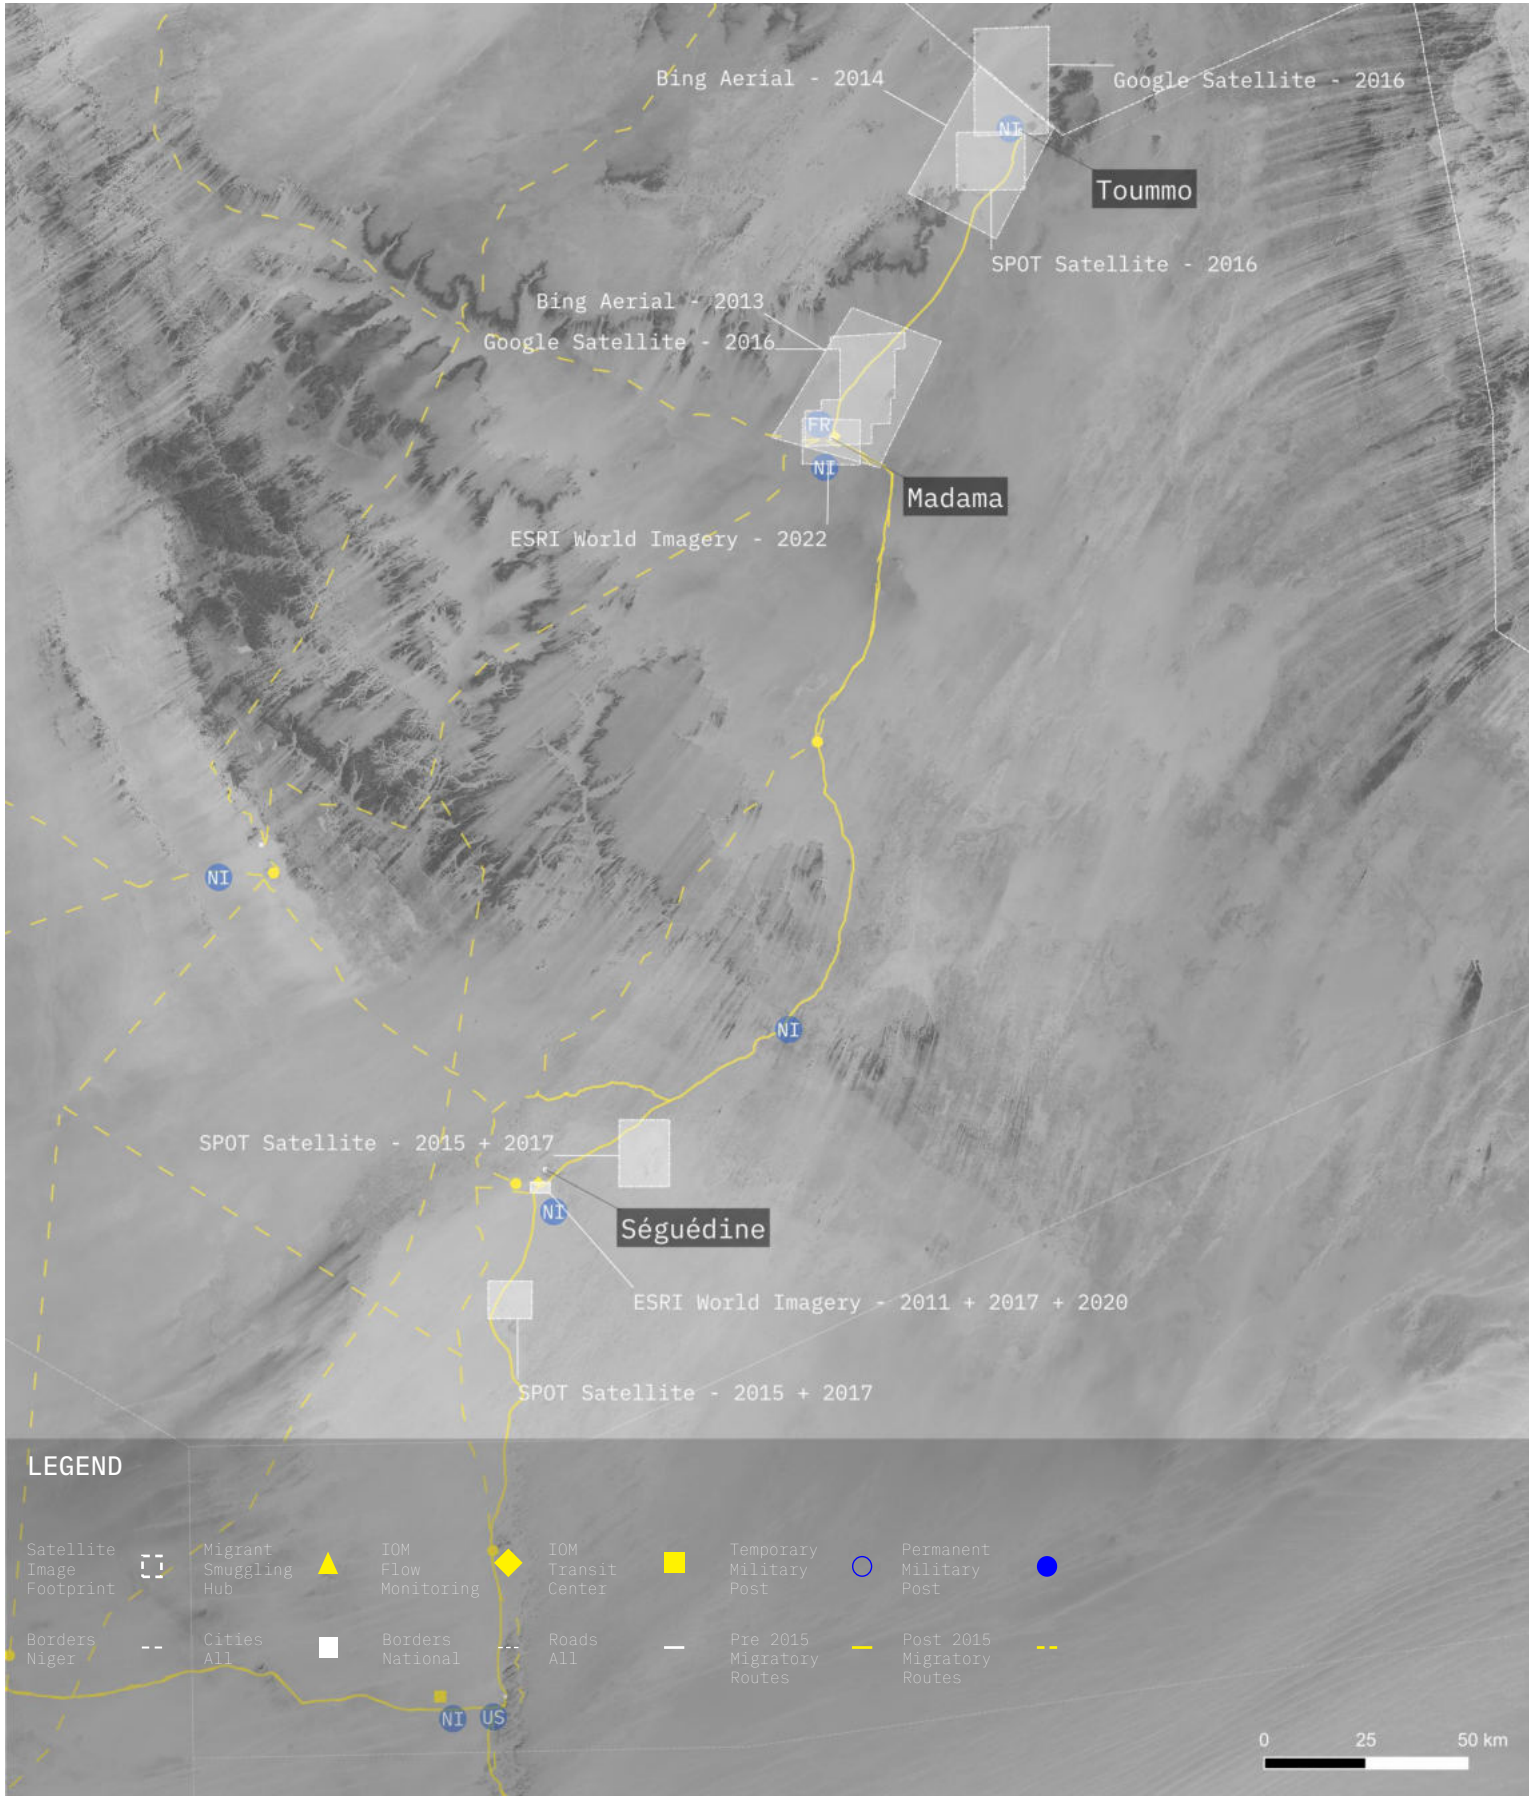 Bing Aerial - 2014
Google Satellite - 2016
NI
Toummo
SPOT Satellite - 2016
Bing Aerial - 2013
Google Satellite - 2016
FR
NI
Madama
ESRI World Imagery - 2022
NI
NI
SPOT Satellite - 2015 + 2017
NI
Séguédine
ESRI World Imagery - 2011 + 2017 + 2020
SPOT Satellite - 2015 + 2017
LEGEND
Satellite
Image
Footprint
Migrant
Smuggling
Hub
IOM
Flow
Monitoring
IOM
Transit
Center
Temporary
Military
Post
Permanent
Military
Post
Borders
Niger
Cities
All
Borders
National
Roads
All
Pre 2015
Migratory
Routes
Post 2015
Migratory
Routes
NI
US
0 25 50 km